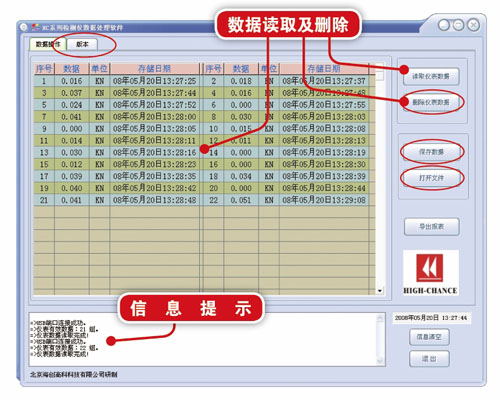 HC系列检测仪数据处理软件
数据读取及删除
数据操作 版本
序号 数据 单位 存储日期 序号 数据 单位 存储日期
1 0.016 KN 08年05月20日13:27:25 2 0.018 KN 08年05月20日13:27:37
3 0.037 KN 08年05月20日13:27:44 4 0.016 KN 08年05月20日13:27:48
5 0.024 KN 08年05月20日13:27:52 6 0.000 KN 08年05月20日13:27:55
7 0.041 KN 08年05月20日13:28:00 8 0.030 KN 08年05月20日13:28:03
9 0.000 KN 08年05月20日13:28:05 10 0.015 KN 08年05月20日13:28:08
11 0.014 KN 08年05月20日13:28:11 12 0.011 KN 08年05月20日13:28:13
13 0.030 KN 08年05月20日13:28:16 14 0.000 KN 08年05月20日13:28:19
15 0.012 KN 08年05月20日13:28:23 16 0.000 KN 08年05月20日13:28:30
17 0.039 KN 08年05月20日13:28:35 18 0.034 KN 08年05月20日13:28:39
19 0.040 KN 08年05月20日13:28:42 20 0.000 KN 08年05月20日13:28:44
21 0.041 KN 08年05月20日13:28:48 22 0.051 KN 08年05月20日13:29:08
读取仪表数据
删除仪表数据
保存数据
打开文件
导出报表
HIGH-CHANCE
信息提示
=>USB端口连接成功。
=>仪表有效数据：21 组。
=>仪表数据读取完成!
=>USB端口连接成功。
=>仪表有效数据：22 组。
=>仪表数据读取完成!
2008年05月20日 13:27:44
信息清空
退出
北京海创高科科技有限公司研制